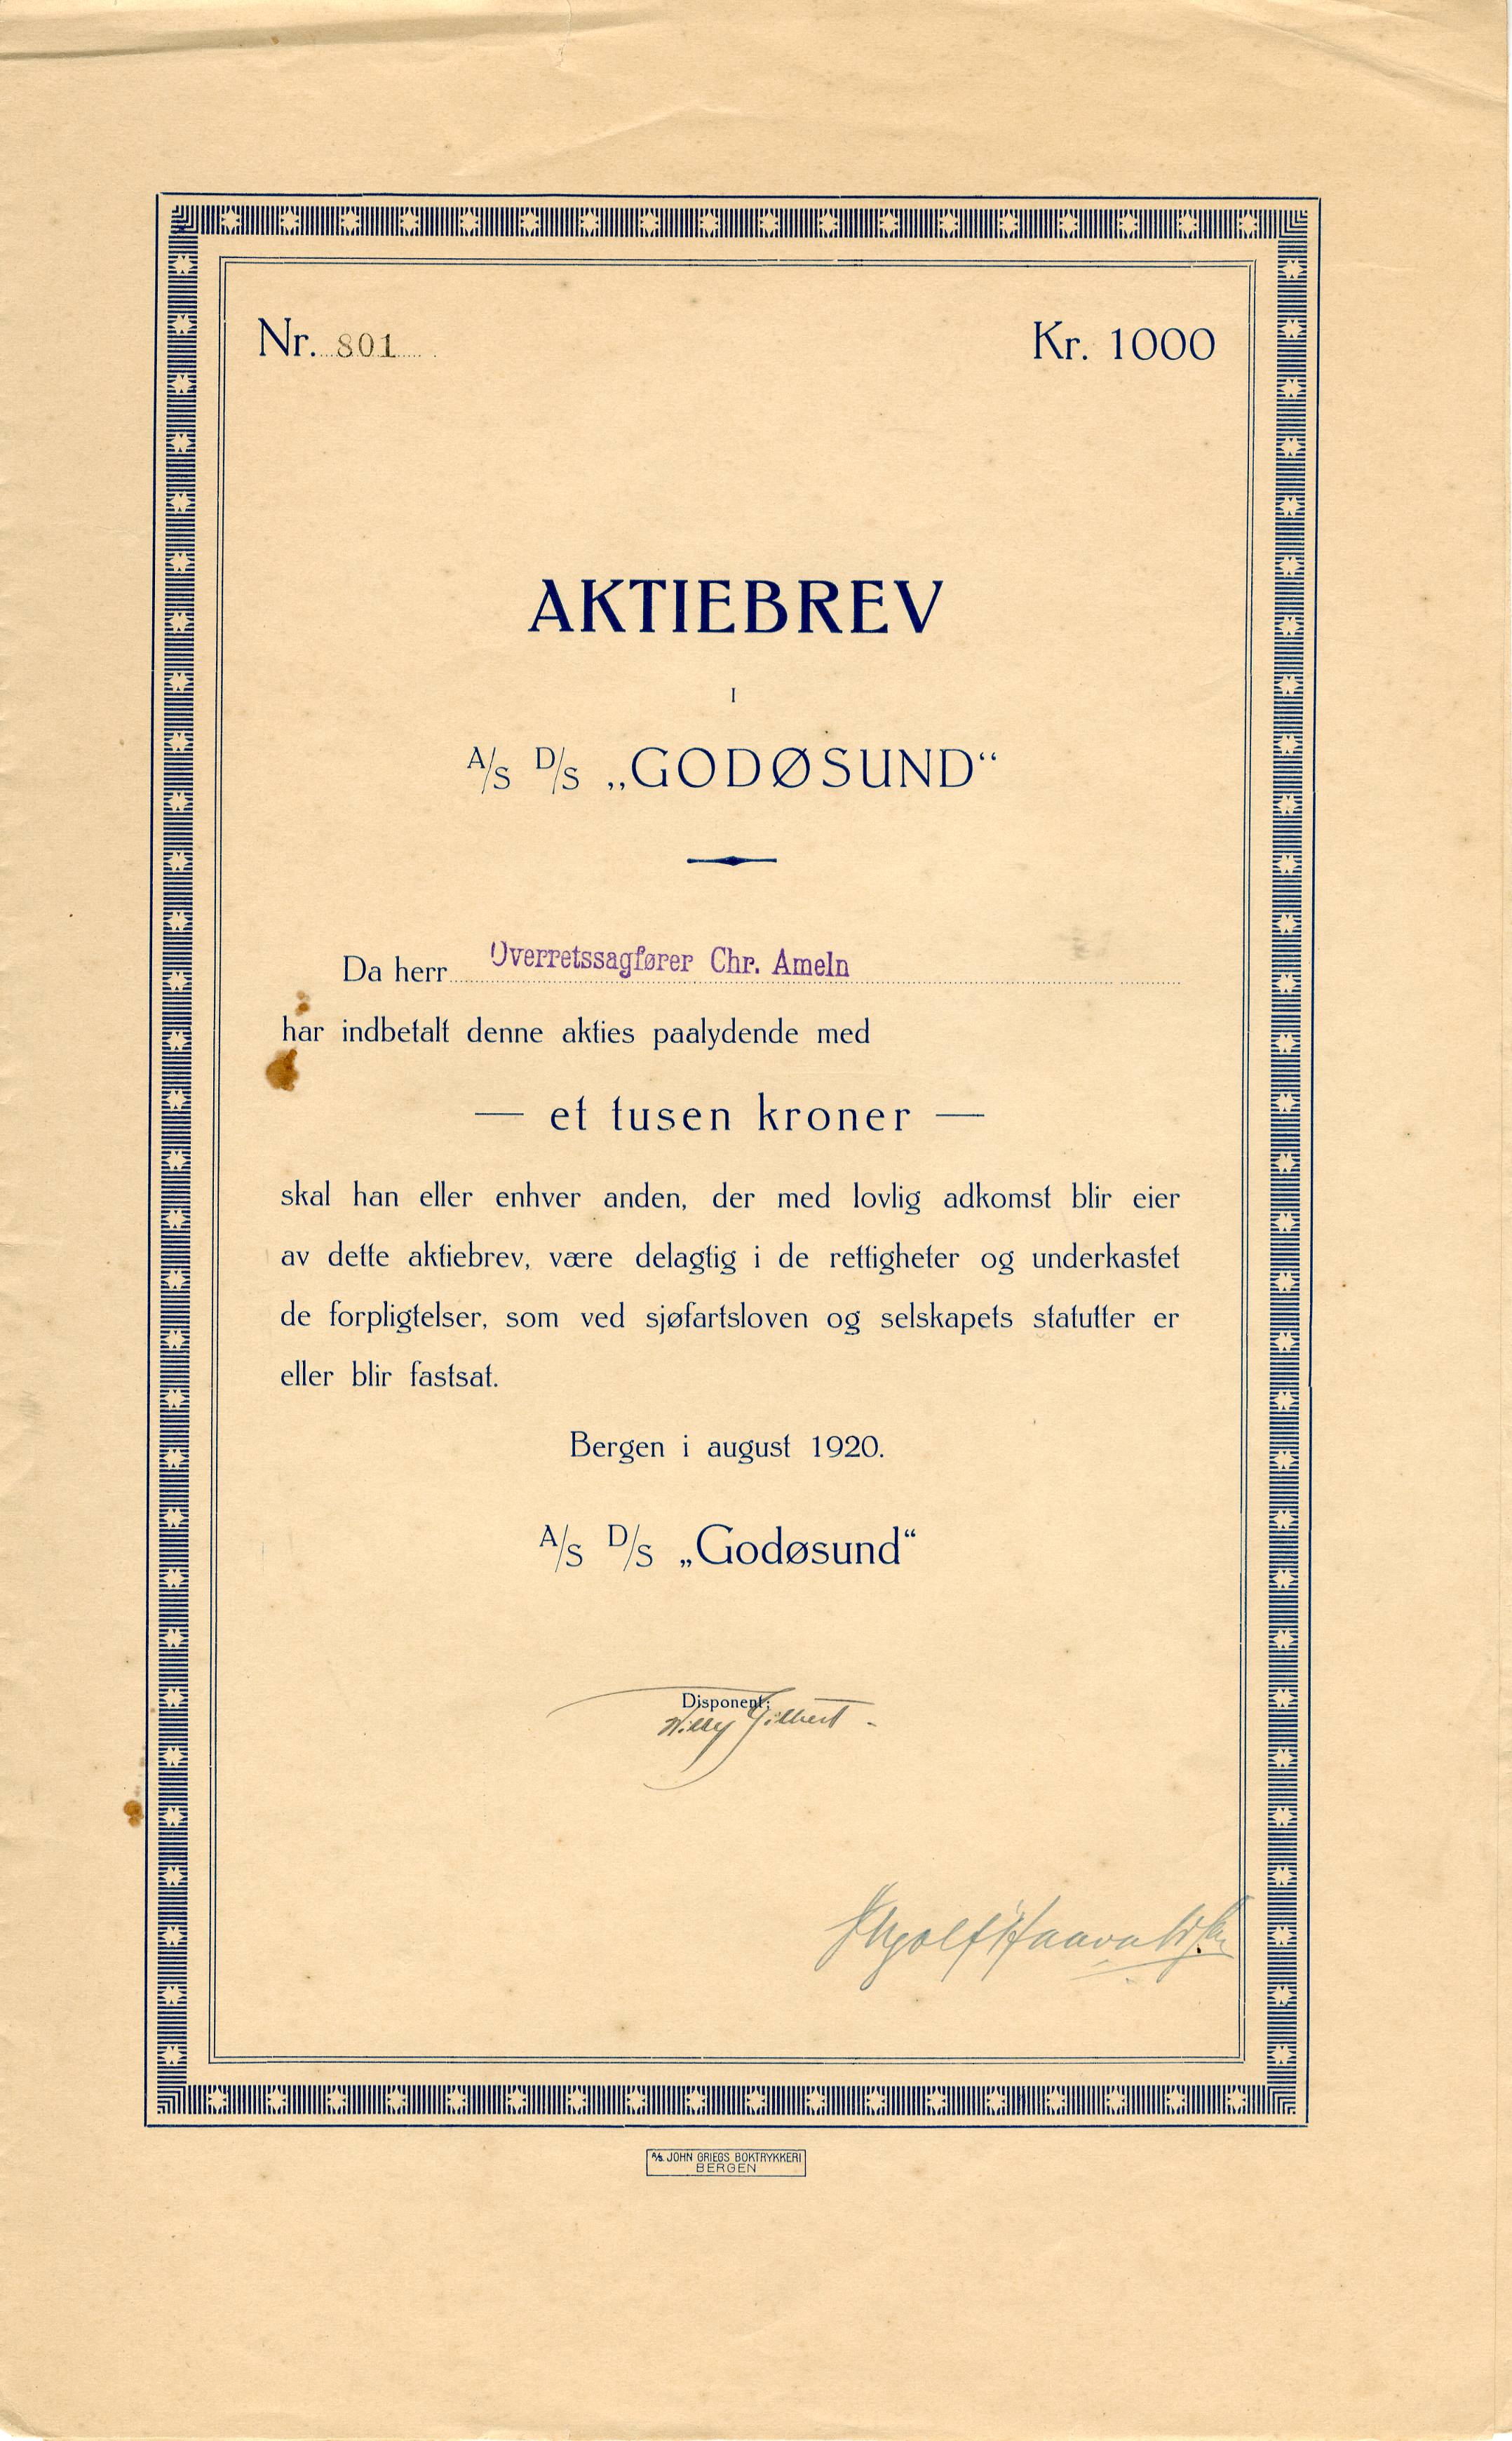 Nr. 801
Kr. 1000
AKTIEBREV
I
A/S D/S „GODØSUND“
Da herr Overretssagfører Chr. Ameln
har indbetalt denne akties paalydende med
— et tusen kroner —
skal han eller enhver anden, der med lovlig adkomst blir eier
av dette aktiebrev, være delagtig i de rettigheter og underkastet
de forpligtelser, som ved sjøfartsloven og selskapets statutter er
eller blir fastsat.
Bergen i august 1920.
A/S D/S „Godøsund“
Disponent:
Willy Gilbert
A/S. JOHN GRIEGS BOKTRYKKERI
BERGEN